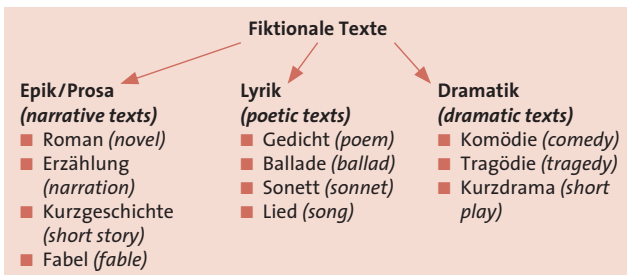 Fiktionale Texte
Epik/Prosa
(narrative texts)
■ Roman (novel)
■ Erzählung
(narration)
■ Kurzgeschichte
(short story)
■ Fabel (fable)
Lyrik
(poetic texts)
■ Gedicht (poem)
■ Ballade (ballad)
■ Sonett (sonnet)
■ Lied (song)
Dramatik
(dramatic texts)
■ Komödie (comedy)
■ Tragödie (tragedy)
■ Kurzdrama (short
play)